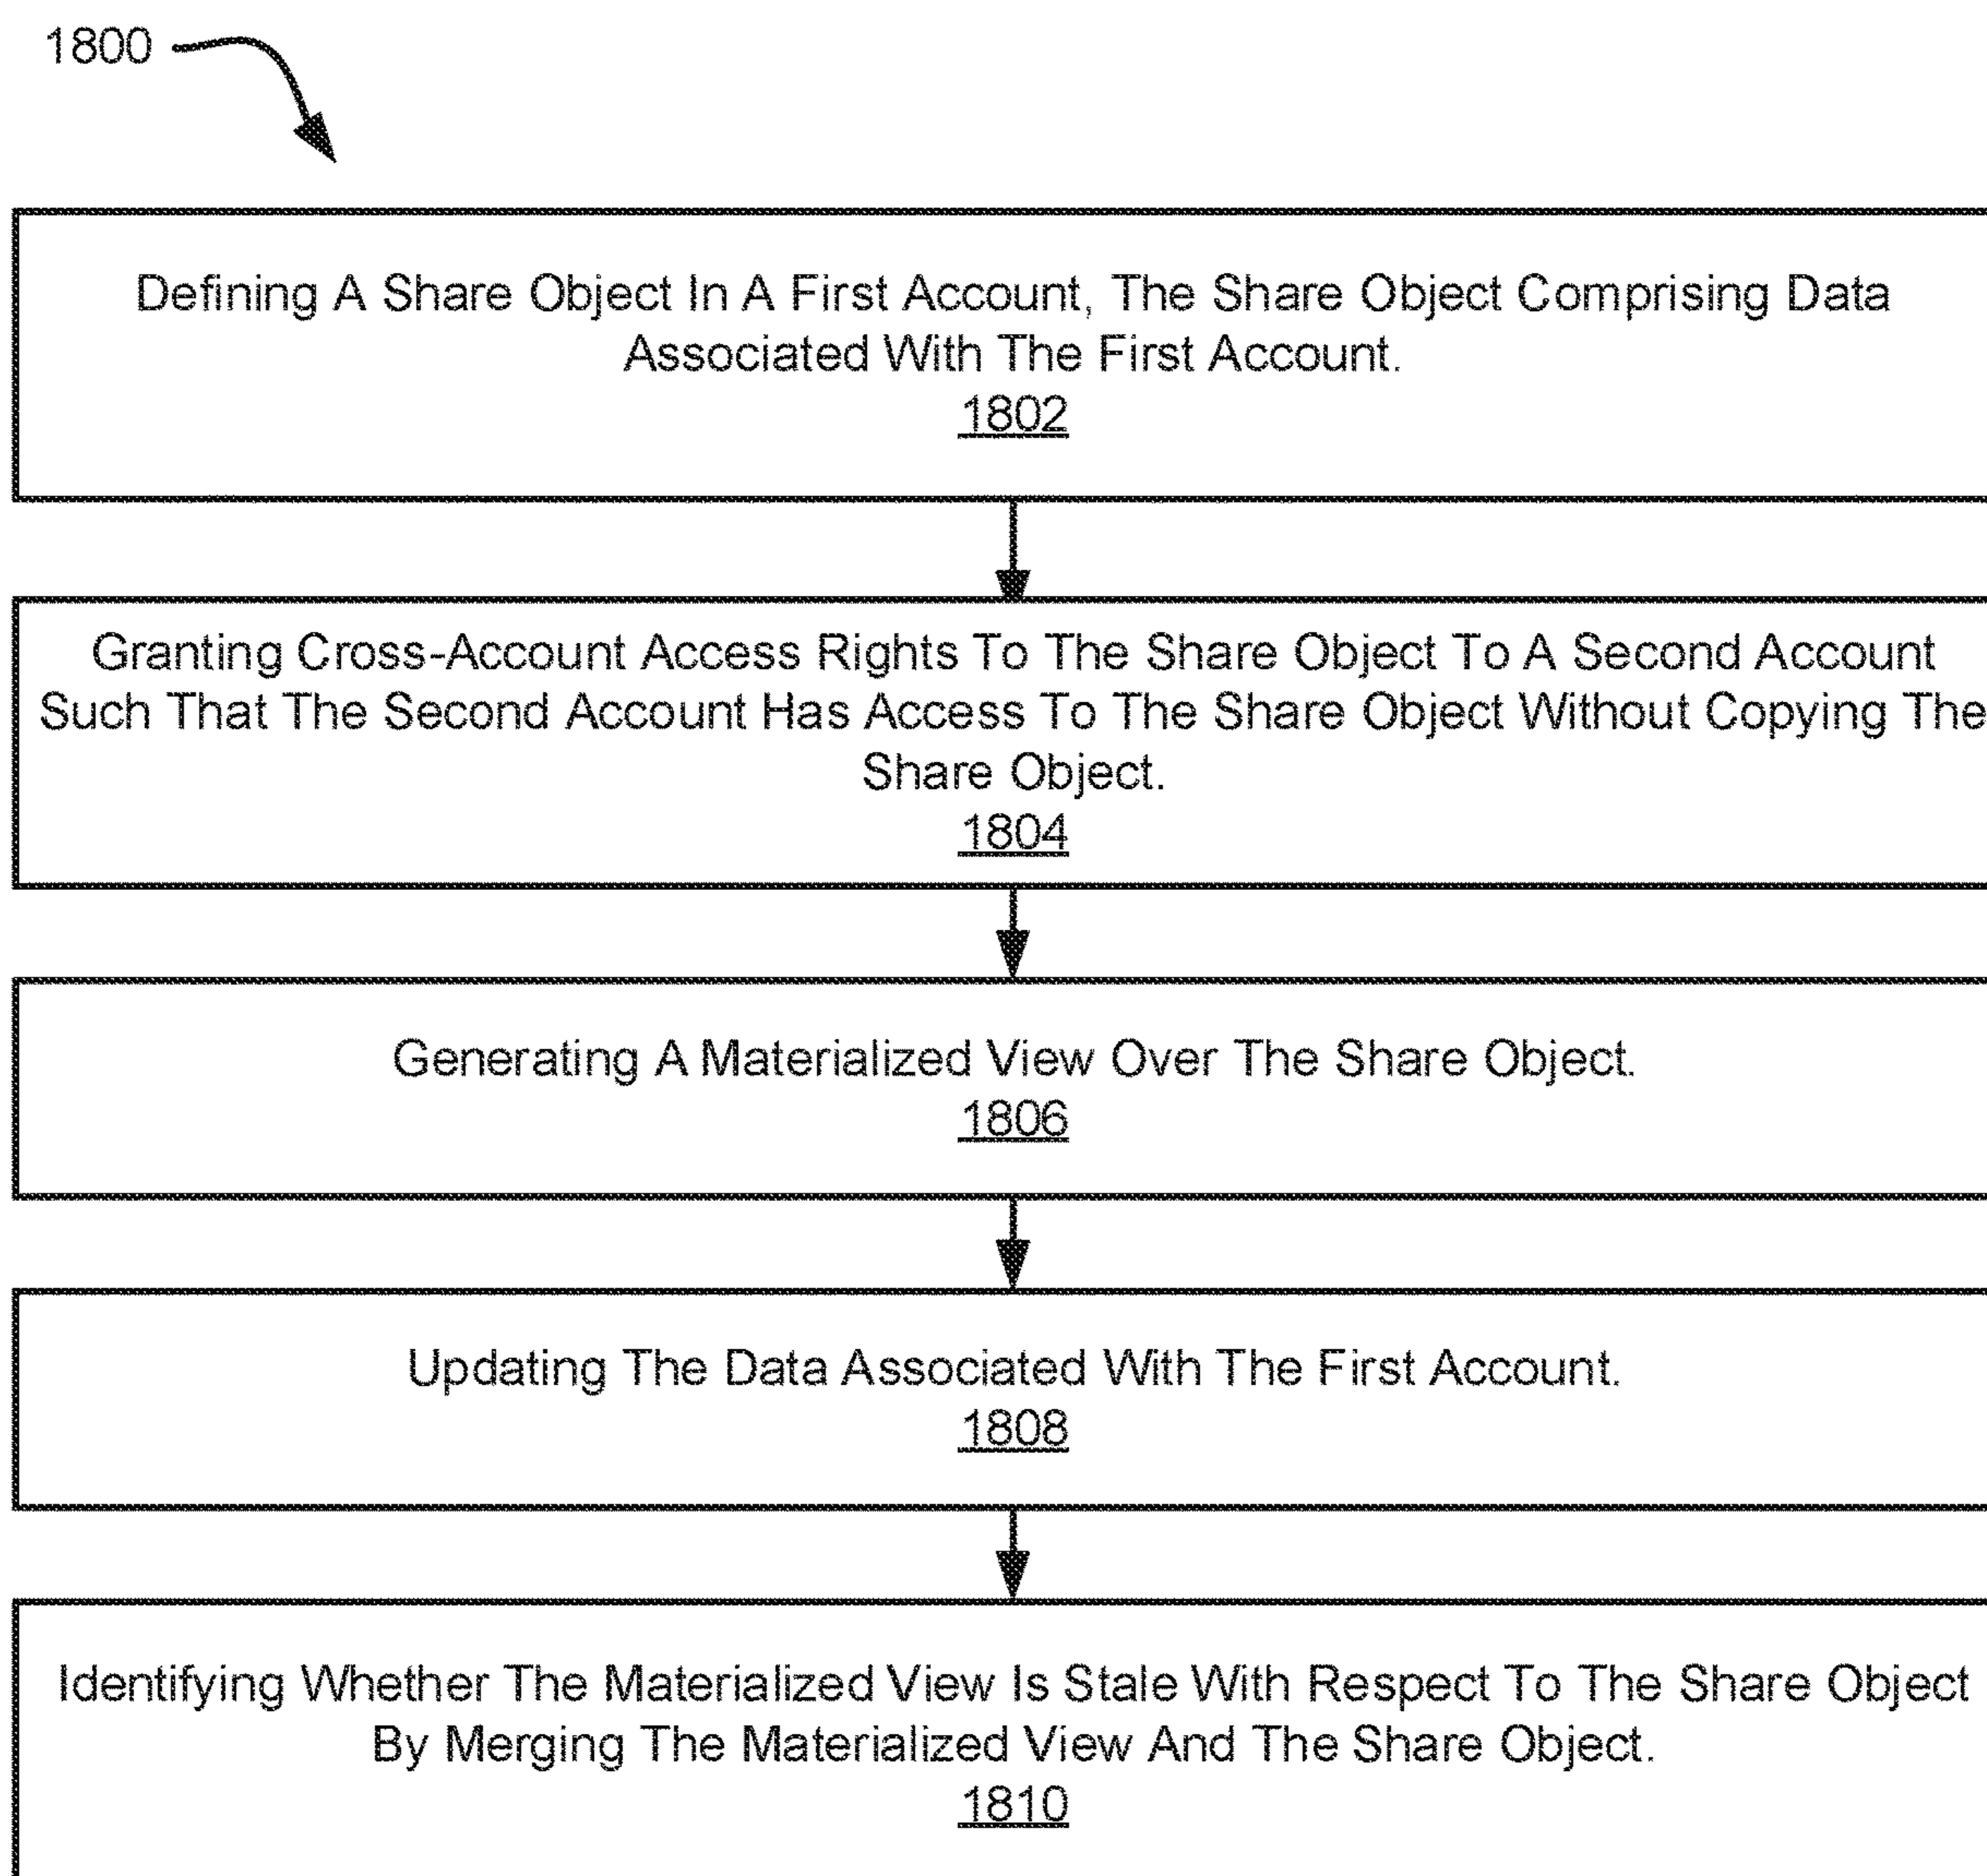 1800
Defining A Share Object In A First Account, The Share Object Comprising Data
Associated With The First Account.
1802
Granting Cross-Account Access Rights To The Share Object To A Second Account
Such That The Second Account Has Access To The Share Object Without Copying The
Share Object.
1804
Generating A Materialized View Over The Share Object.
1806
Updating The Data Associated With The First Account.
1808
Identifying Whether The Materialized View Is Stale With Respect To The Share Object
By Merging The Materialized View And The Share Object.
1810